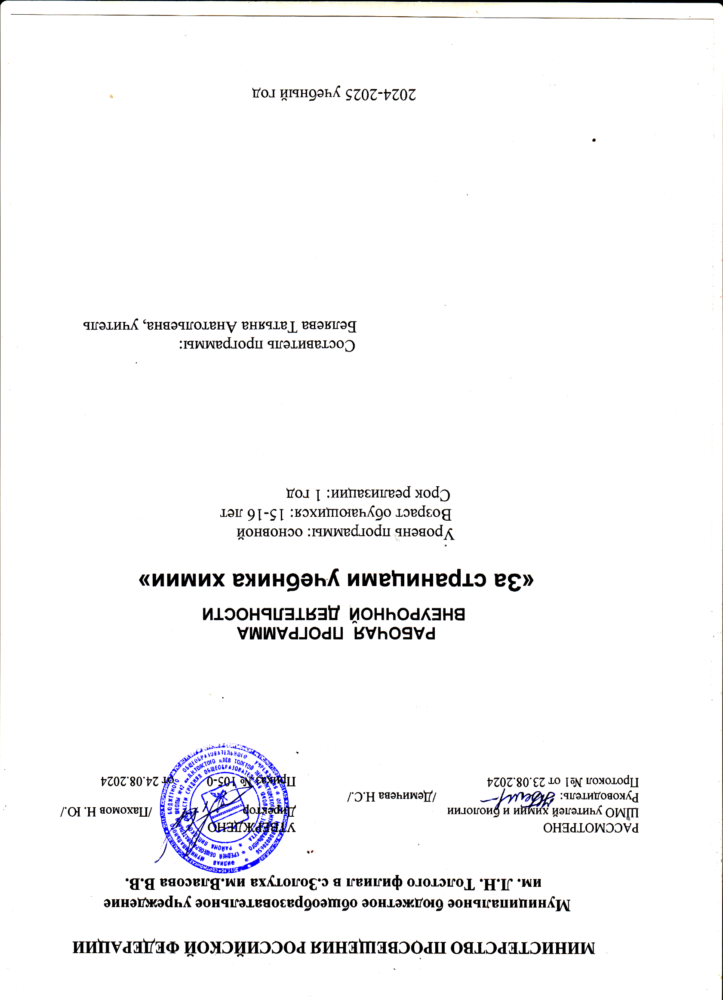 МИНИСТЕРСТВО ПРОСВЕЩЕНИЯ РОССИЙСКОЙ ФЕДЕРАЦИИ
Муниципальное бюджетное общеобразовательное учреждение
им. Л.Н. Толстого филиал в с.Золотуха им.Власова В.В.
РАССМОТРЕНО
ШМО учителей химии и биологии
Руководитель: /Демичева Н.С./
Протокол №1 от 23.08.2024
УТВЕРЖДЕНО
Директор /Пахомов Н. Ю./
Приказ № 105-0 от 24.08.2024
РАБОЧАЯ ПРОГРАММА
ВНЕУРОЧНОЙ ДЕЯТЕЛЬНОСТИ
«За страницами учебника химии»
Уровень программы: основной
Возраст обучающихся: 15-16 лет
Срок реализации: 1 год
Составитель программы:
Беляева Татьяна Анатольевна, учитель
2024-2025 учебный год